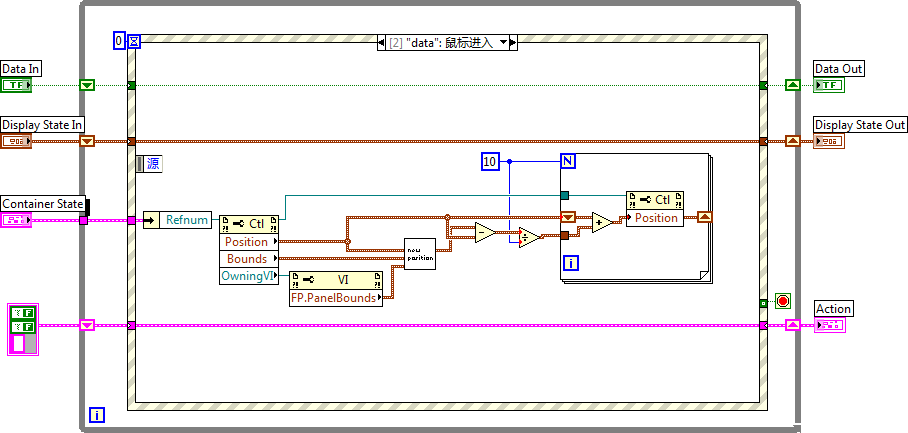 0
[2] "data": 鼠标进入
Data In
TF
Data Out
TF
Display State In
Display State Out
源
10
N
Container State
Refnum
Ctl
Position
Bounds
OwningVI
VI
FP.PanelBounds
new
position
Ctl
Position
i
F
F
Action
i